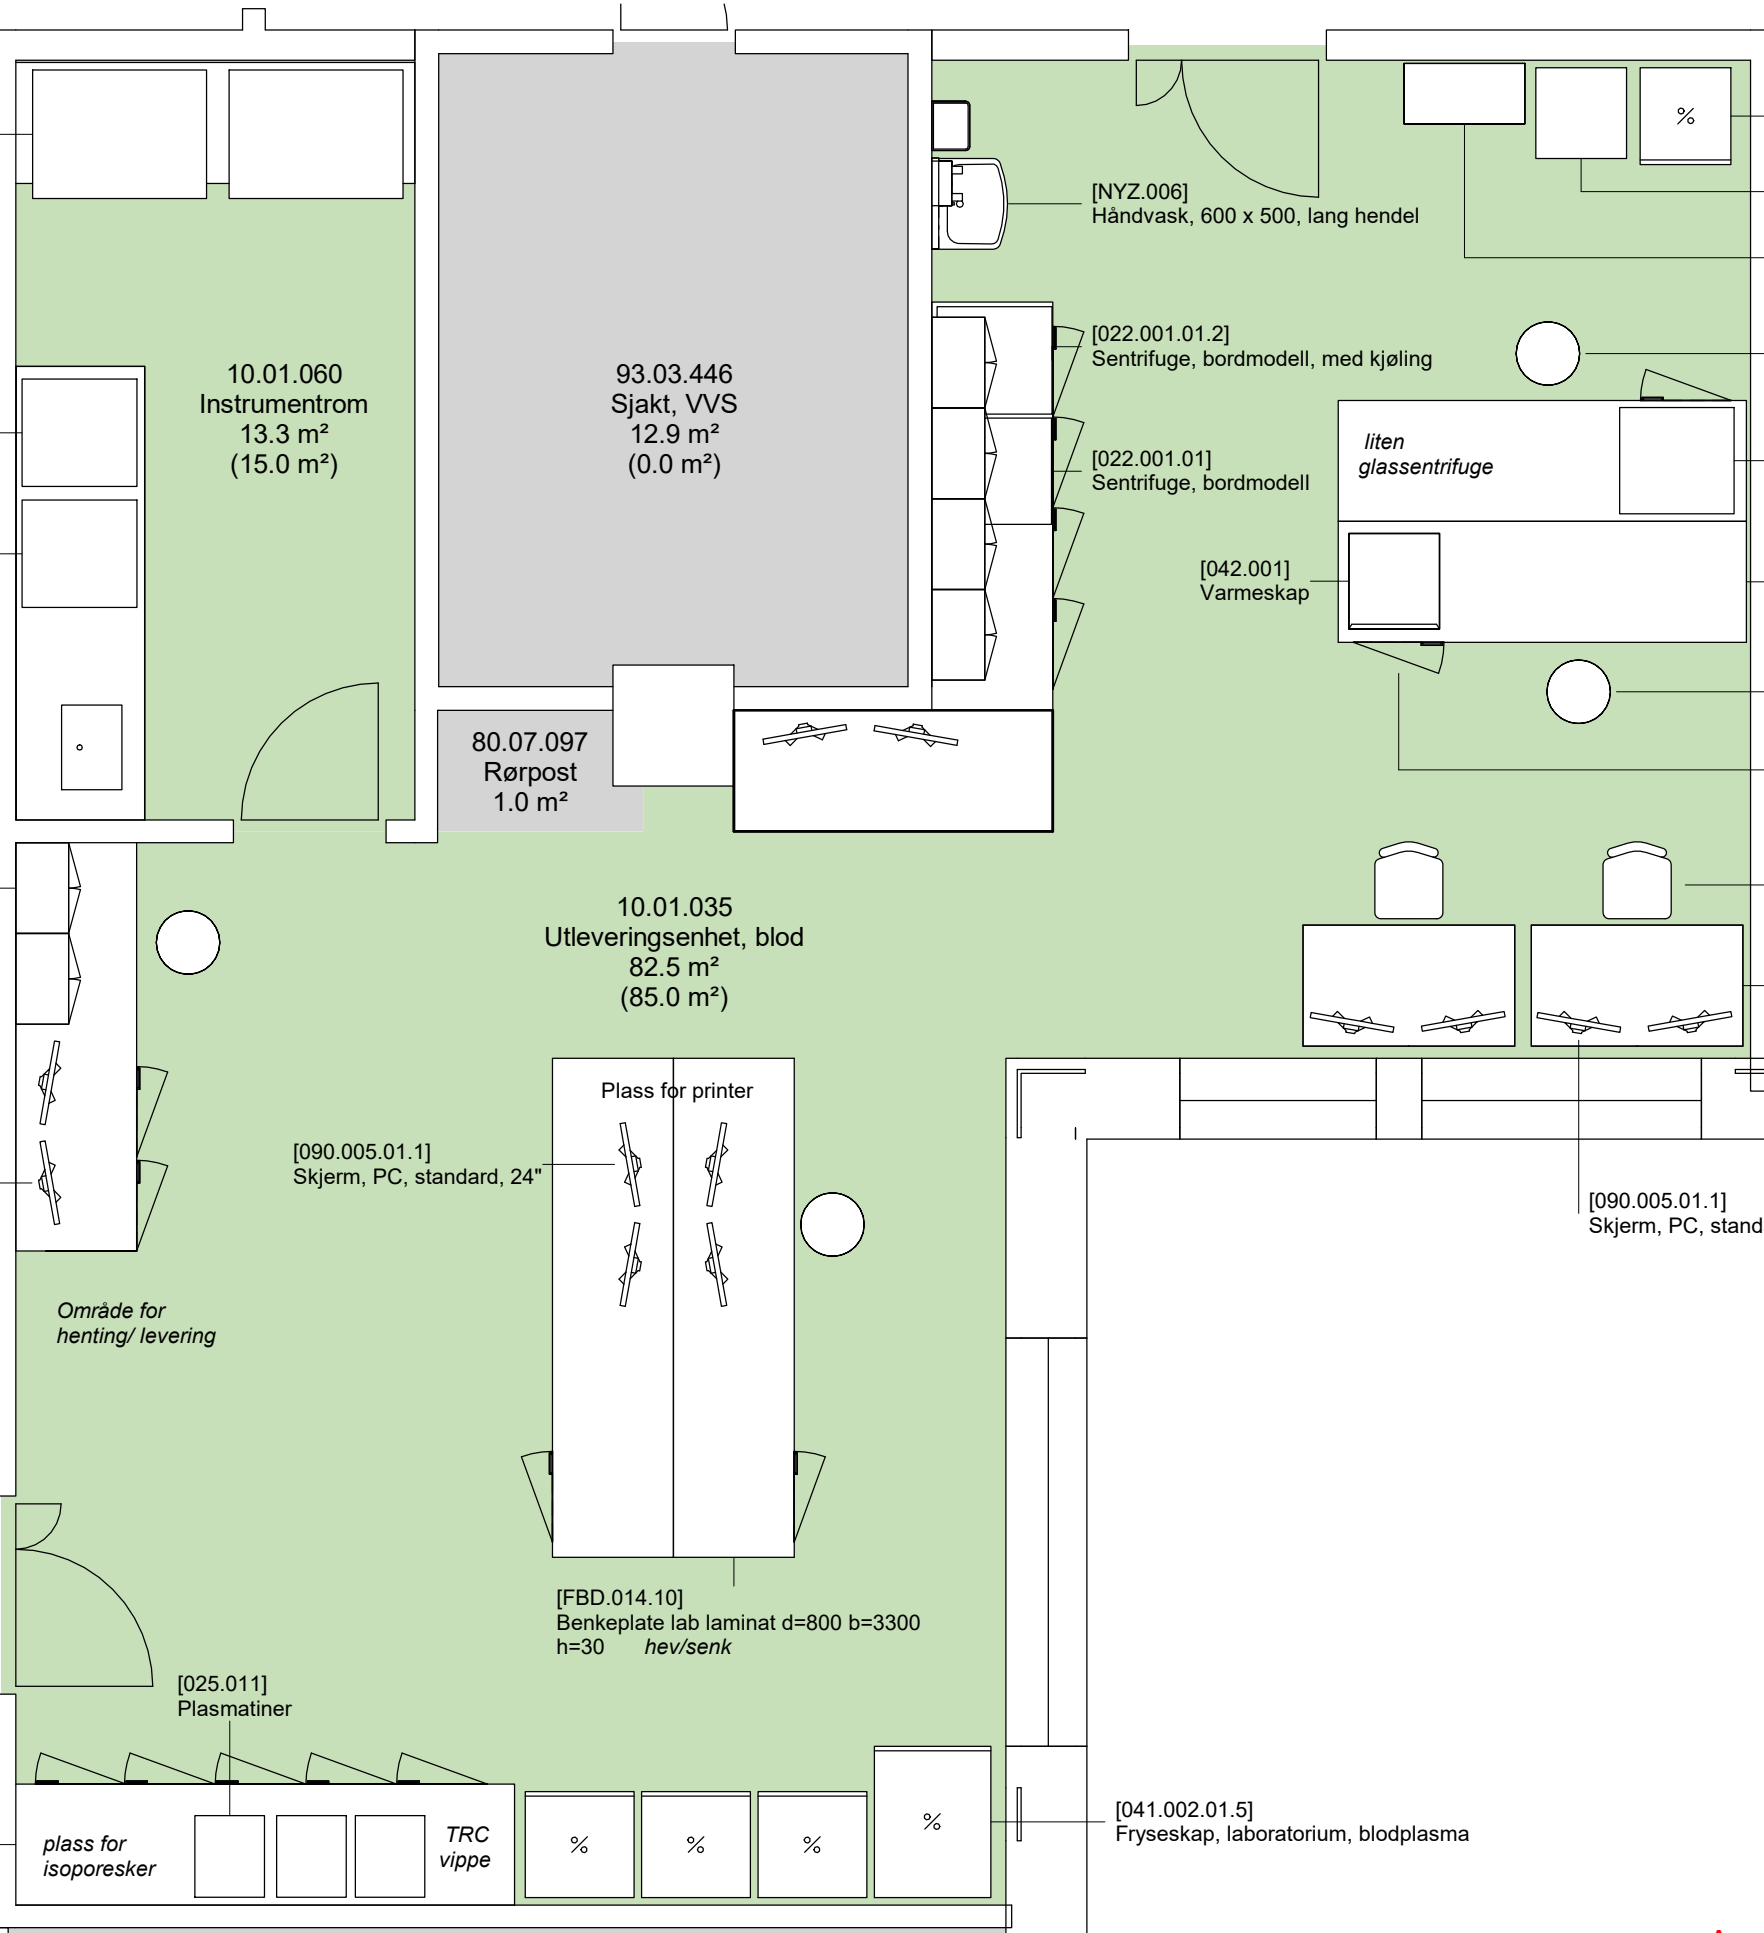 [NYZ.006]
Håndvask, 600 x 500, lang hendel
[022.001.01.2]
Sentrifuge, bordmodell, med kjøling
10.01.060
Instrumentrom
13.3 m²
(15.0 m²)
93.03.446
Sjakt, VVS
12.9 m²
(0.0 m²)
[022.001.01]
Sentrifuge, bordmodell
liten
glassentrifuge
[042.001]
Varmeskap
80.07.097
Rørpost
1.0 m²
10.01.035
Utleveringsenhet, blod
82.5 m²
(85.0 m²)
Plass for printer
[090.005.01.1]
Skjerm, PC, standard, 24"
[090.005.01.1]
Skjerm, PC, stand
Område for
henting/ levering
[FBD.014.10]
Benkeplate lab laminat d=800 b=3300
h=30 hev/senk
[025.011]
Plasmatiner
plass for
isoporesker
TRC
vippe
[041.002.01.5]
Fryseskap, laboratorium, blodplasma
%
%
%
%
%